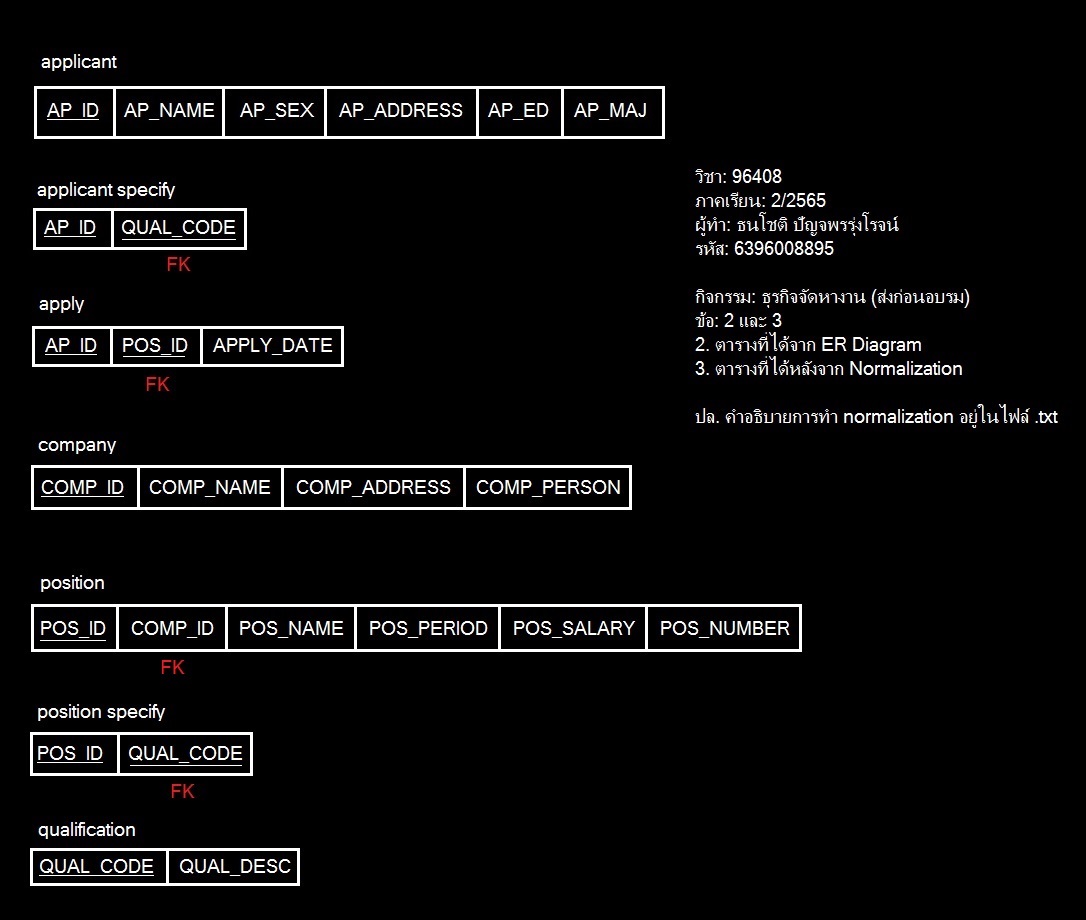 applicant
AP_ID AP_NAME AP_SEX AP_ADDRESS AP_ED AP_MAJ
applicant specify
AP_ID QUAL_CODE
FK
apply
AP_ID POS_ID APPLY_DATE
FK
company
COMP_ID COMP_NAME COMP_ADDRESS COMP_PERSON
position
POS_ID COMP_ID POS_NAME POS_PERIOD POS_SALARY POS_NUMBER
FK
position specify
POS_ID QUAL_CODE
FK
qualification
QUAL_CODE QUAL_DESC
วิชา: 96408
ภาคเรียน: 2/2565
ผู้ทำ: ธนโชติ ปัญจพรรุ่งโรจน์
รหัส: 6396008895
กิจกรรม: ธุรกิจจัดหางาน (ส่งก่อนอบรม)
ข้อ: 2 และ 3
2. ตารางที่ได้จาก ER Diagram
3. ตารางที่ได้หลังจาก Normalization
ปล. คำอธิบายการทำ normalization อยู่ในไฟล์ .txt